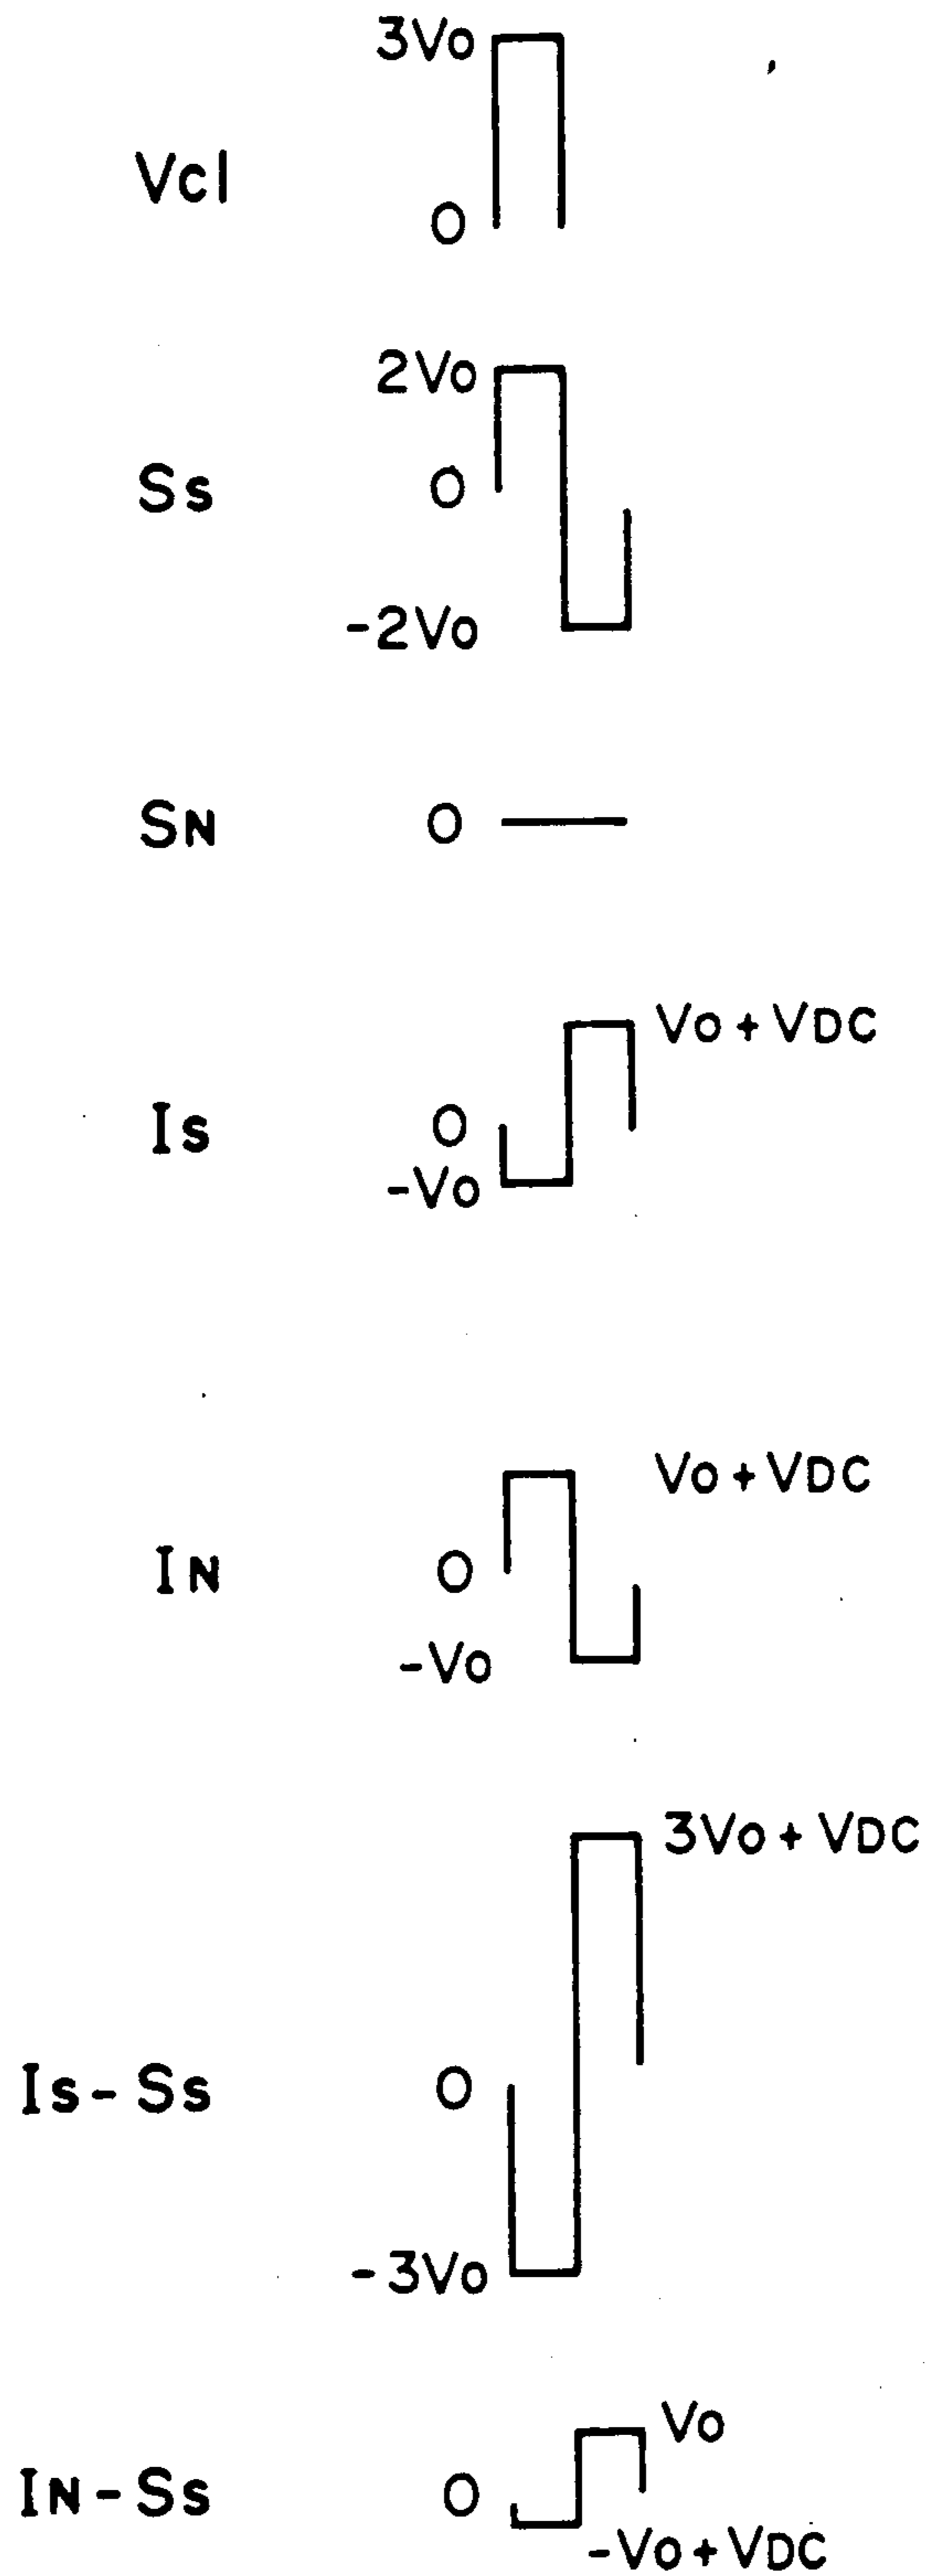 3Vo
Vcl
0
2Vo
Ss 0
-2Vo
SN 0
Vo + VDC
Is 0
-Vo
Vo + VDC
IN 0
-Vo
3Vo + VDC
Is - Ss 0
-3Vo
Vo
IN - Ss 0
-Vo + VDC